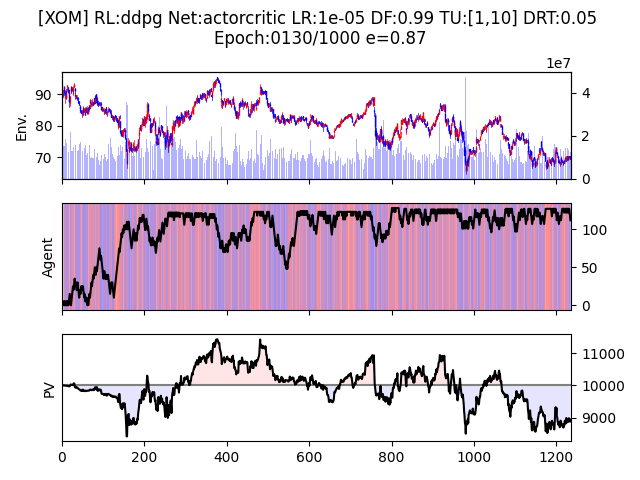 [XOM] RL:ddpg Net:actorcritic LR:1e-05 DF:0.99 TU:[1,10] DRT:0.05
Epoch:0130/1000 e=0.87
1e7
Env.
90
80
70
4
2
0
Agent
100
50
0
PV
11000
10000
9000
0 200 400 600 800 1000 1200